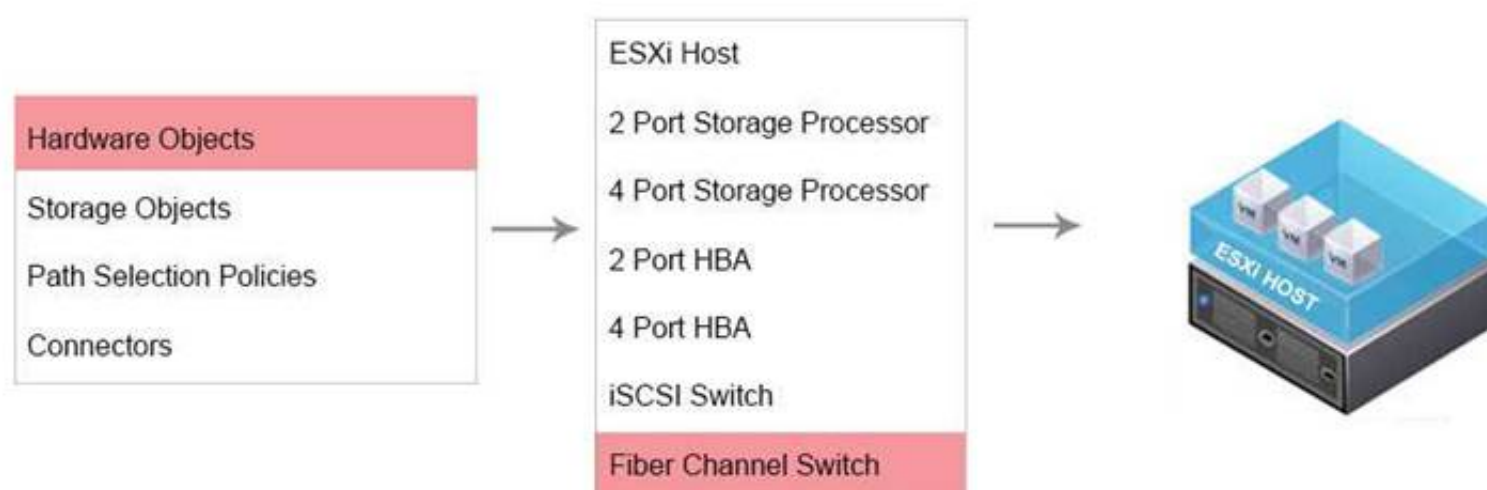 Hardware Objects
Storage Objects
Path Selection Policies
Connectors
ESXi Host
2 Port Storage Processor
4 Port Storage Processor
2 Port HBA
4 Port HBA
iSCSI Switch
Fiber Channel Switch
VM
VM
VM
ESXi HOST